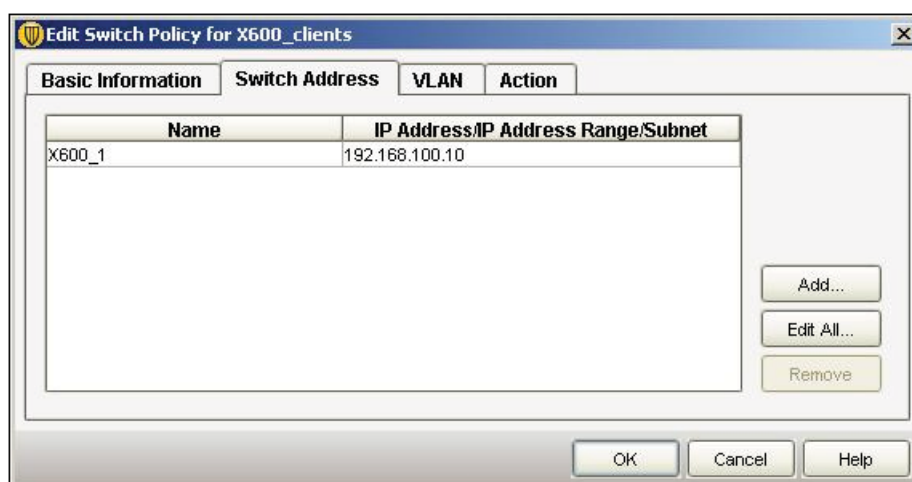 Edit Switch Policy for X600_clients
Basic Information Switch Address VLAN Action
Name IP Address/IP Address Range/Subnet
X600_1 192.168.100.10
Add...
Edit All...
Remove
OK Cancel Help